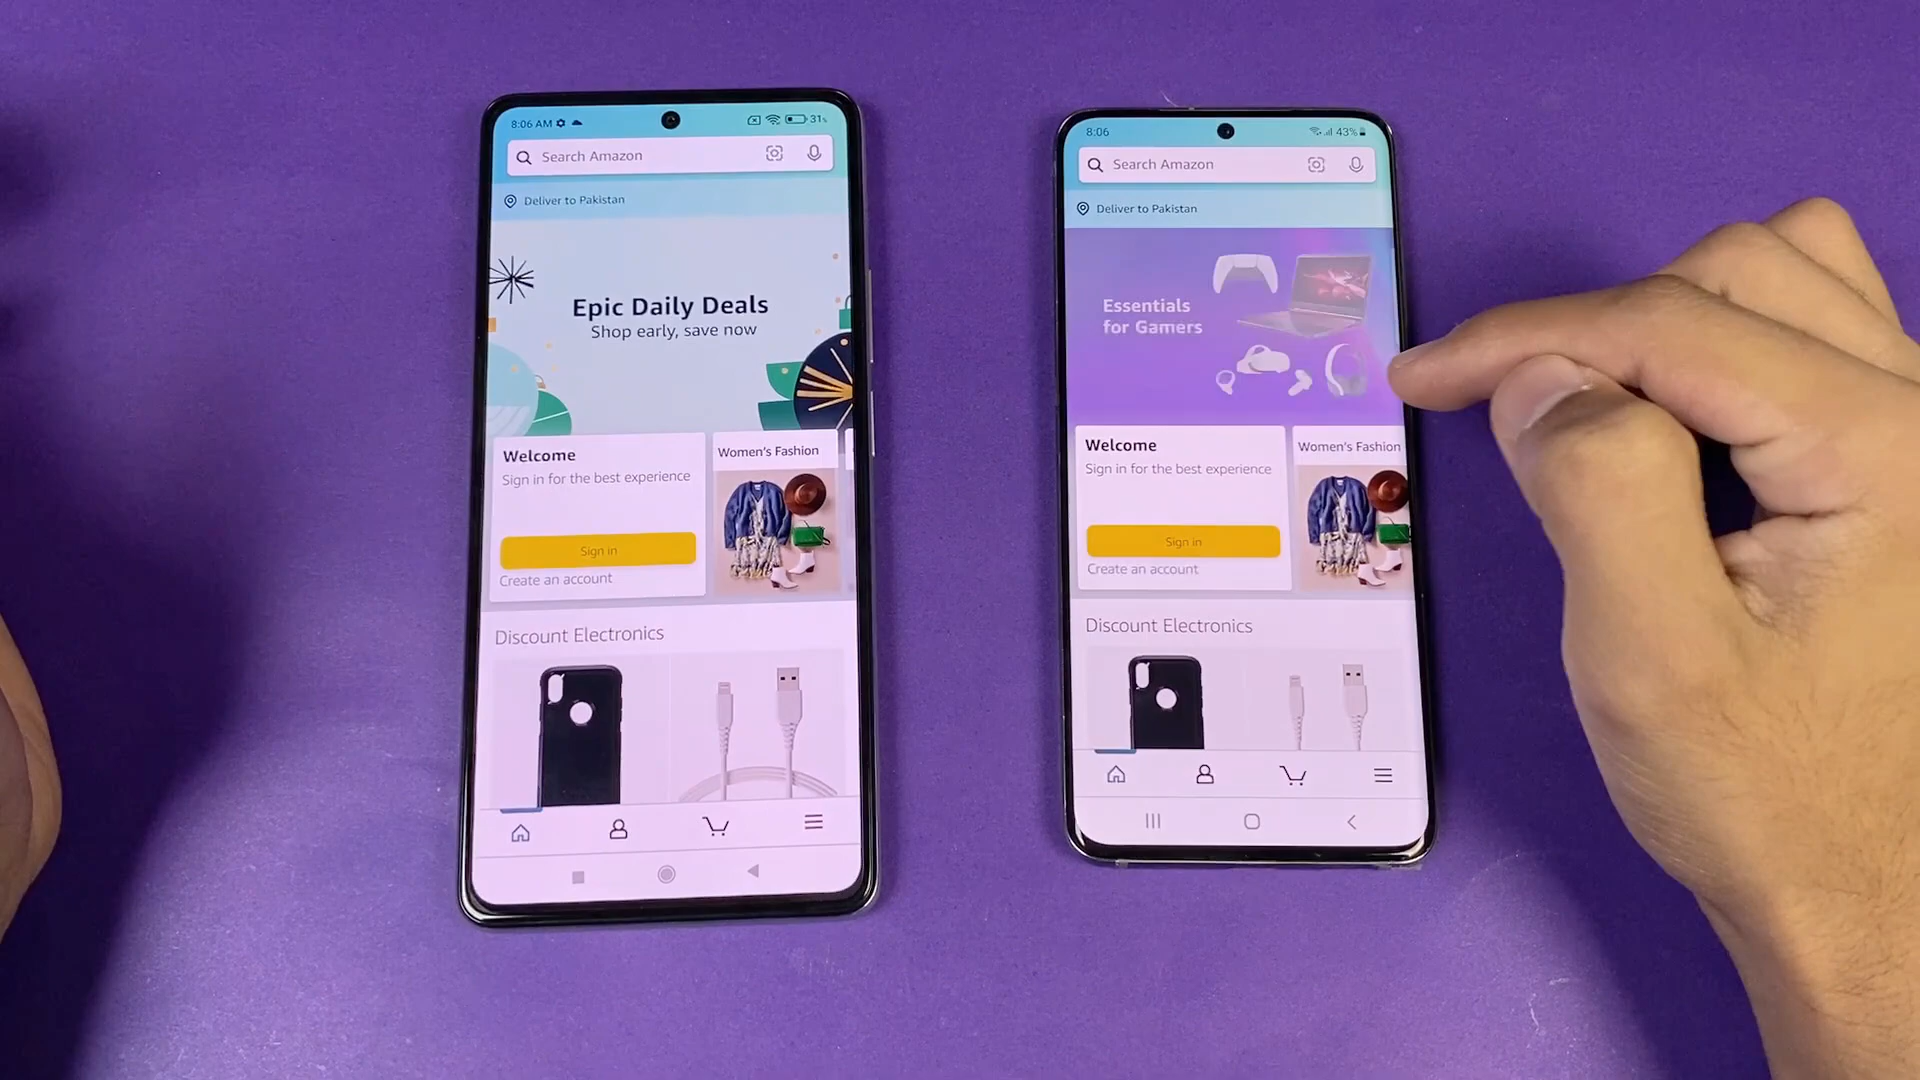 8:06 AM
31%
Search Amazon
Deliver to Pakistan
Epic Daily Deals
Shop early, save now
Welcome
Sign in for the best experience
Sign in
Create an account
Women's Fashion
Discount Electronics
8:06
43%
Search Amazon
Deliver to Pakistan
Essentials
for Gamers
Welcome
Sign in for the best experience
Sign in
Create an account
Women's Fashion
Discount Electronics